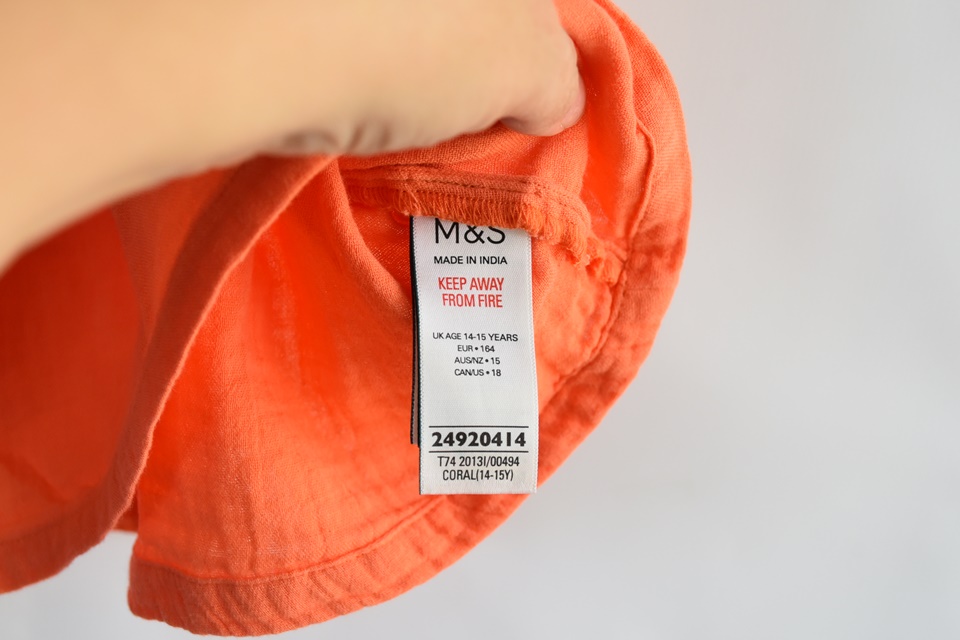 M&S
MADE IN INDIA
KEEP AWAY
FROM FIRE
UK AGE 14-15 YEARS
EUR • 164
AUS/NZ • 15
CAN/US • 18
24920414
T74 2013I/00494
CORAL(14-15Y)